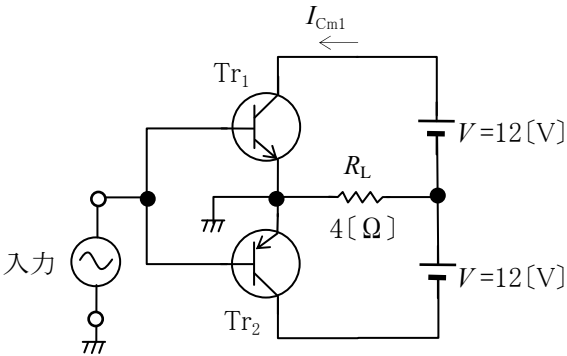 I_Cm1
Tr₁
V=12〔V〕
R_L
4〔Ω〕
入力
V=12〔V〕
Tr₂